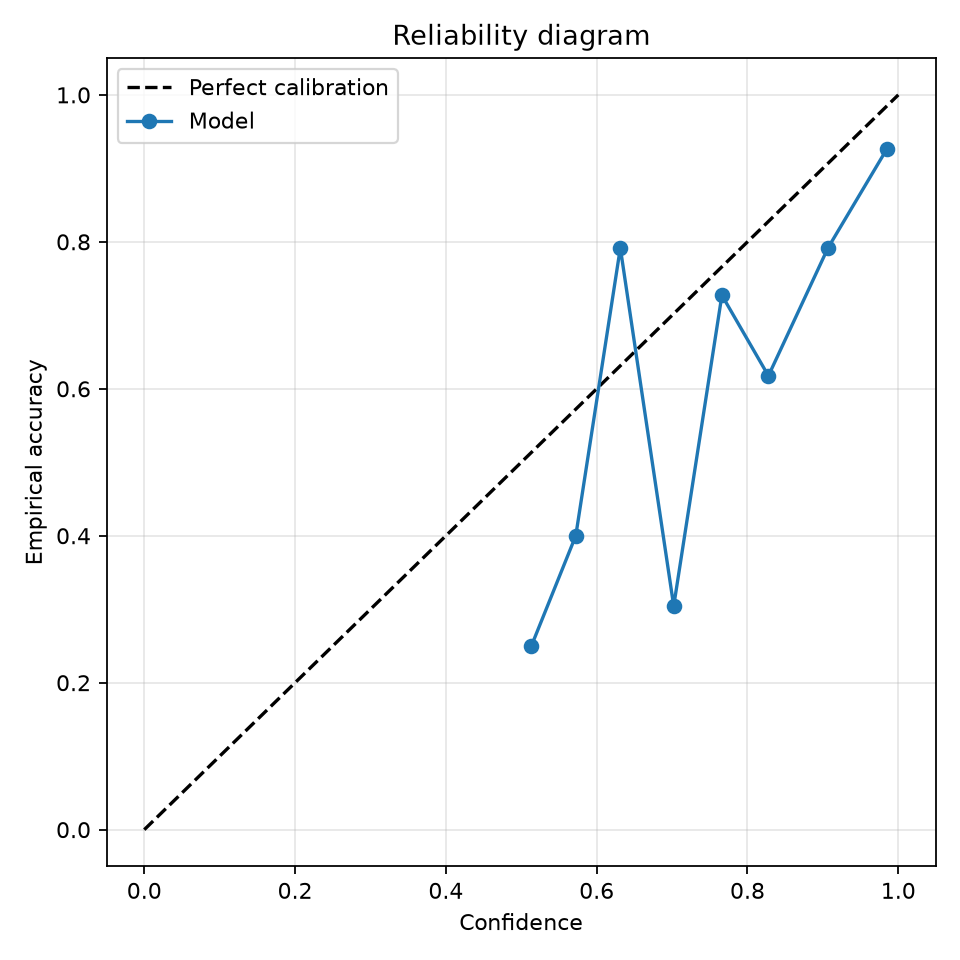 Reliability diagram
Perfect calibration
Model
Empirical accuracy
1.0
0.8
0.6
0.4
0.2
0.0
0.0 0.2 0.4 0.6 0.8 1.0
Confidence